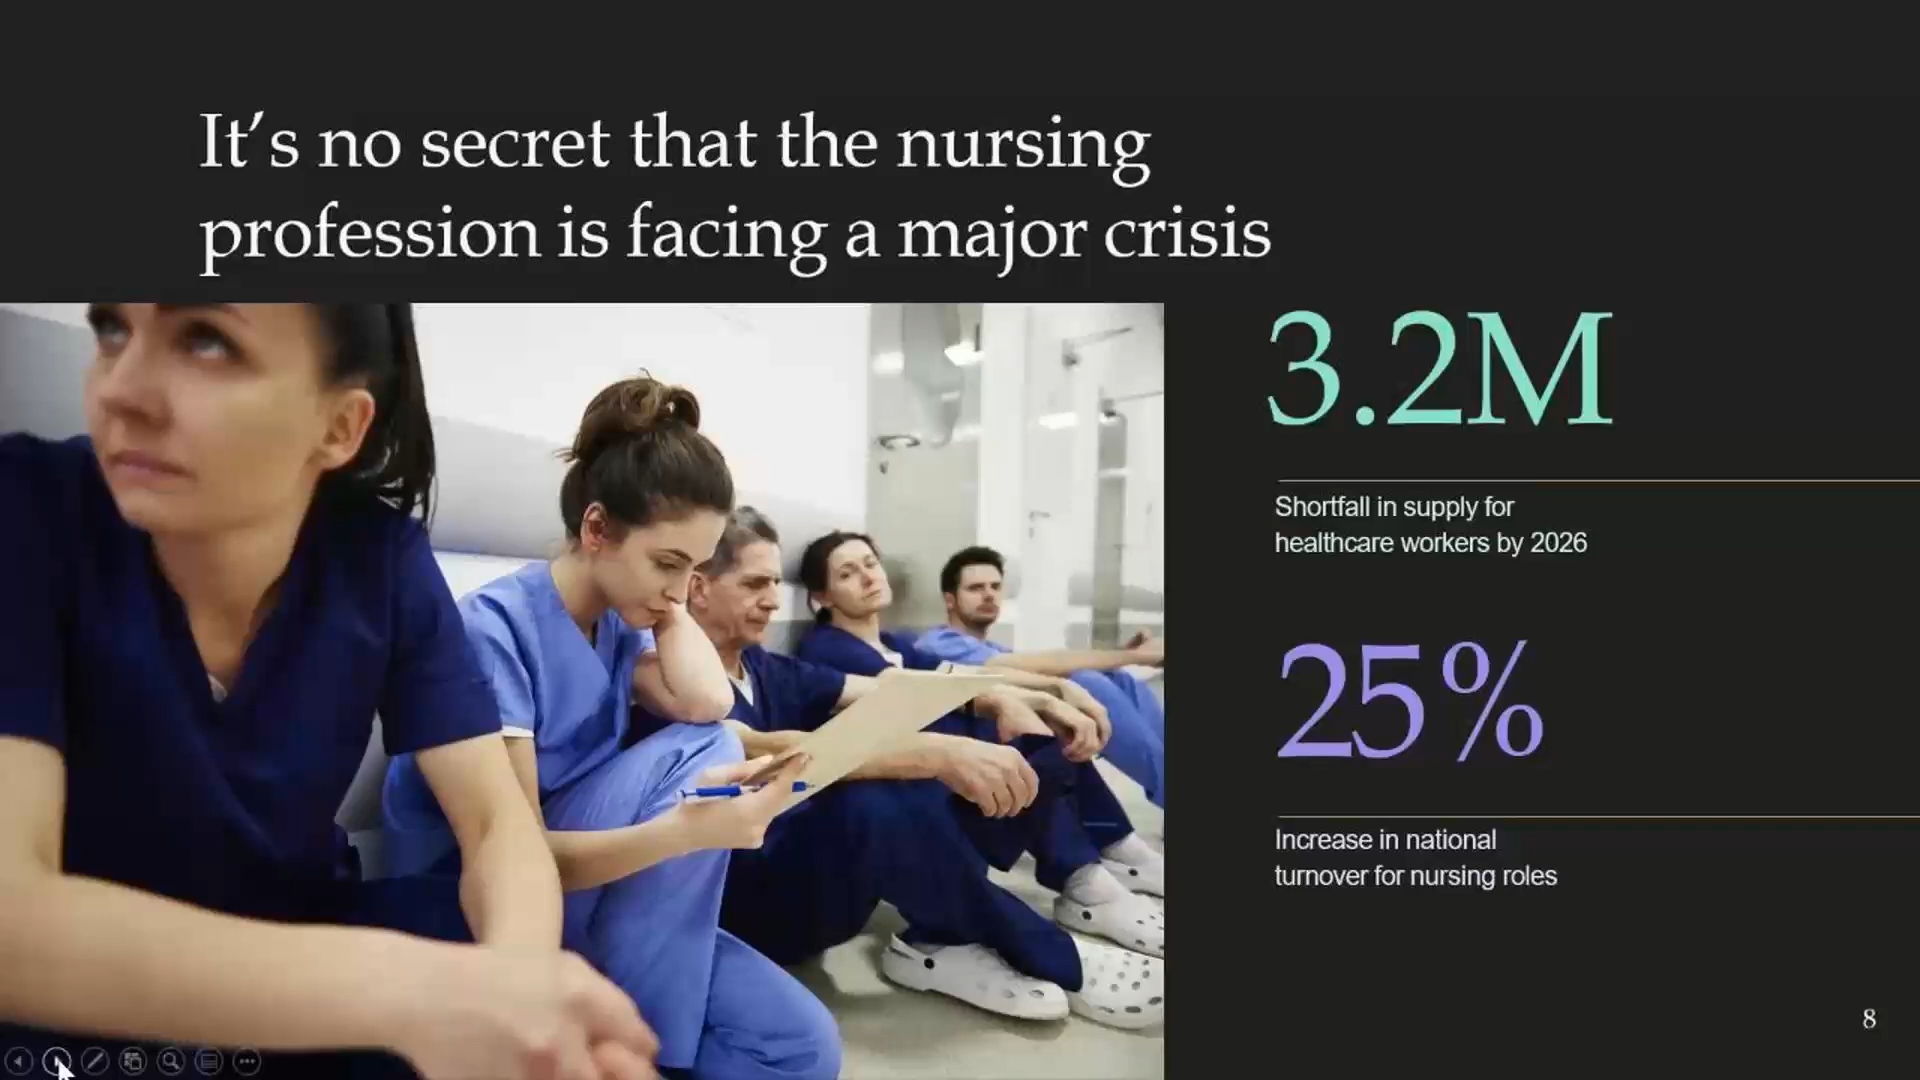 It’s no secret that the nursing
profession is facing a major crisis
3.2M
Shortfall in supply for
healthcare workers by 2026
25%
Increase in national
turnover for nursing roles
8